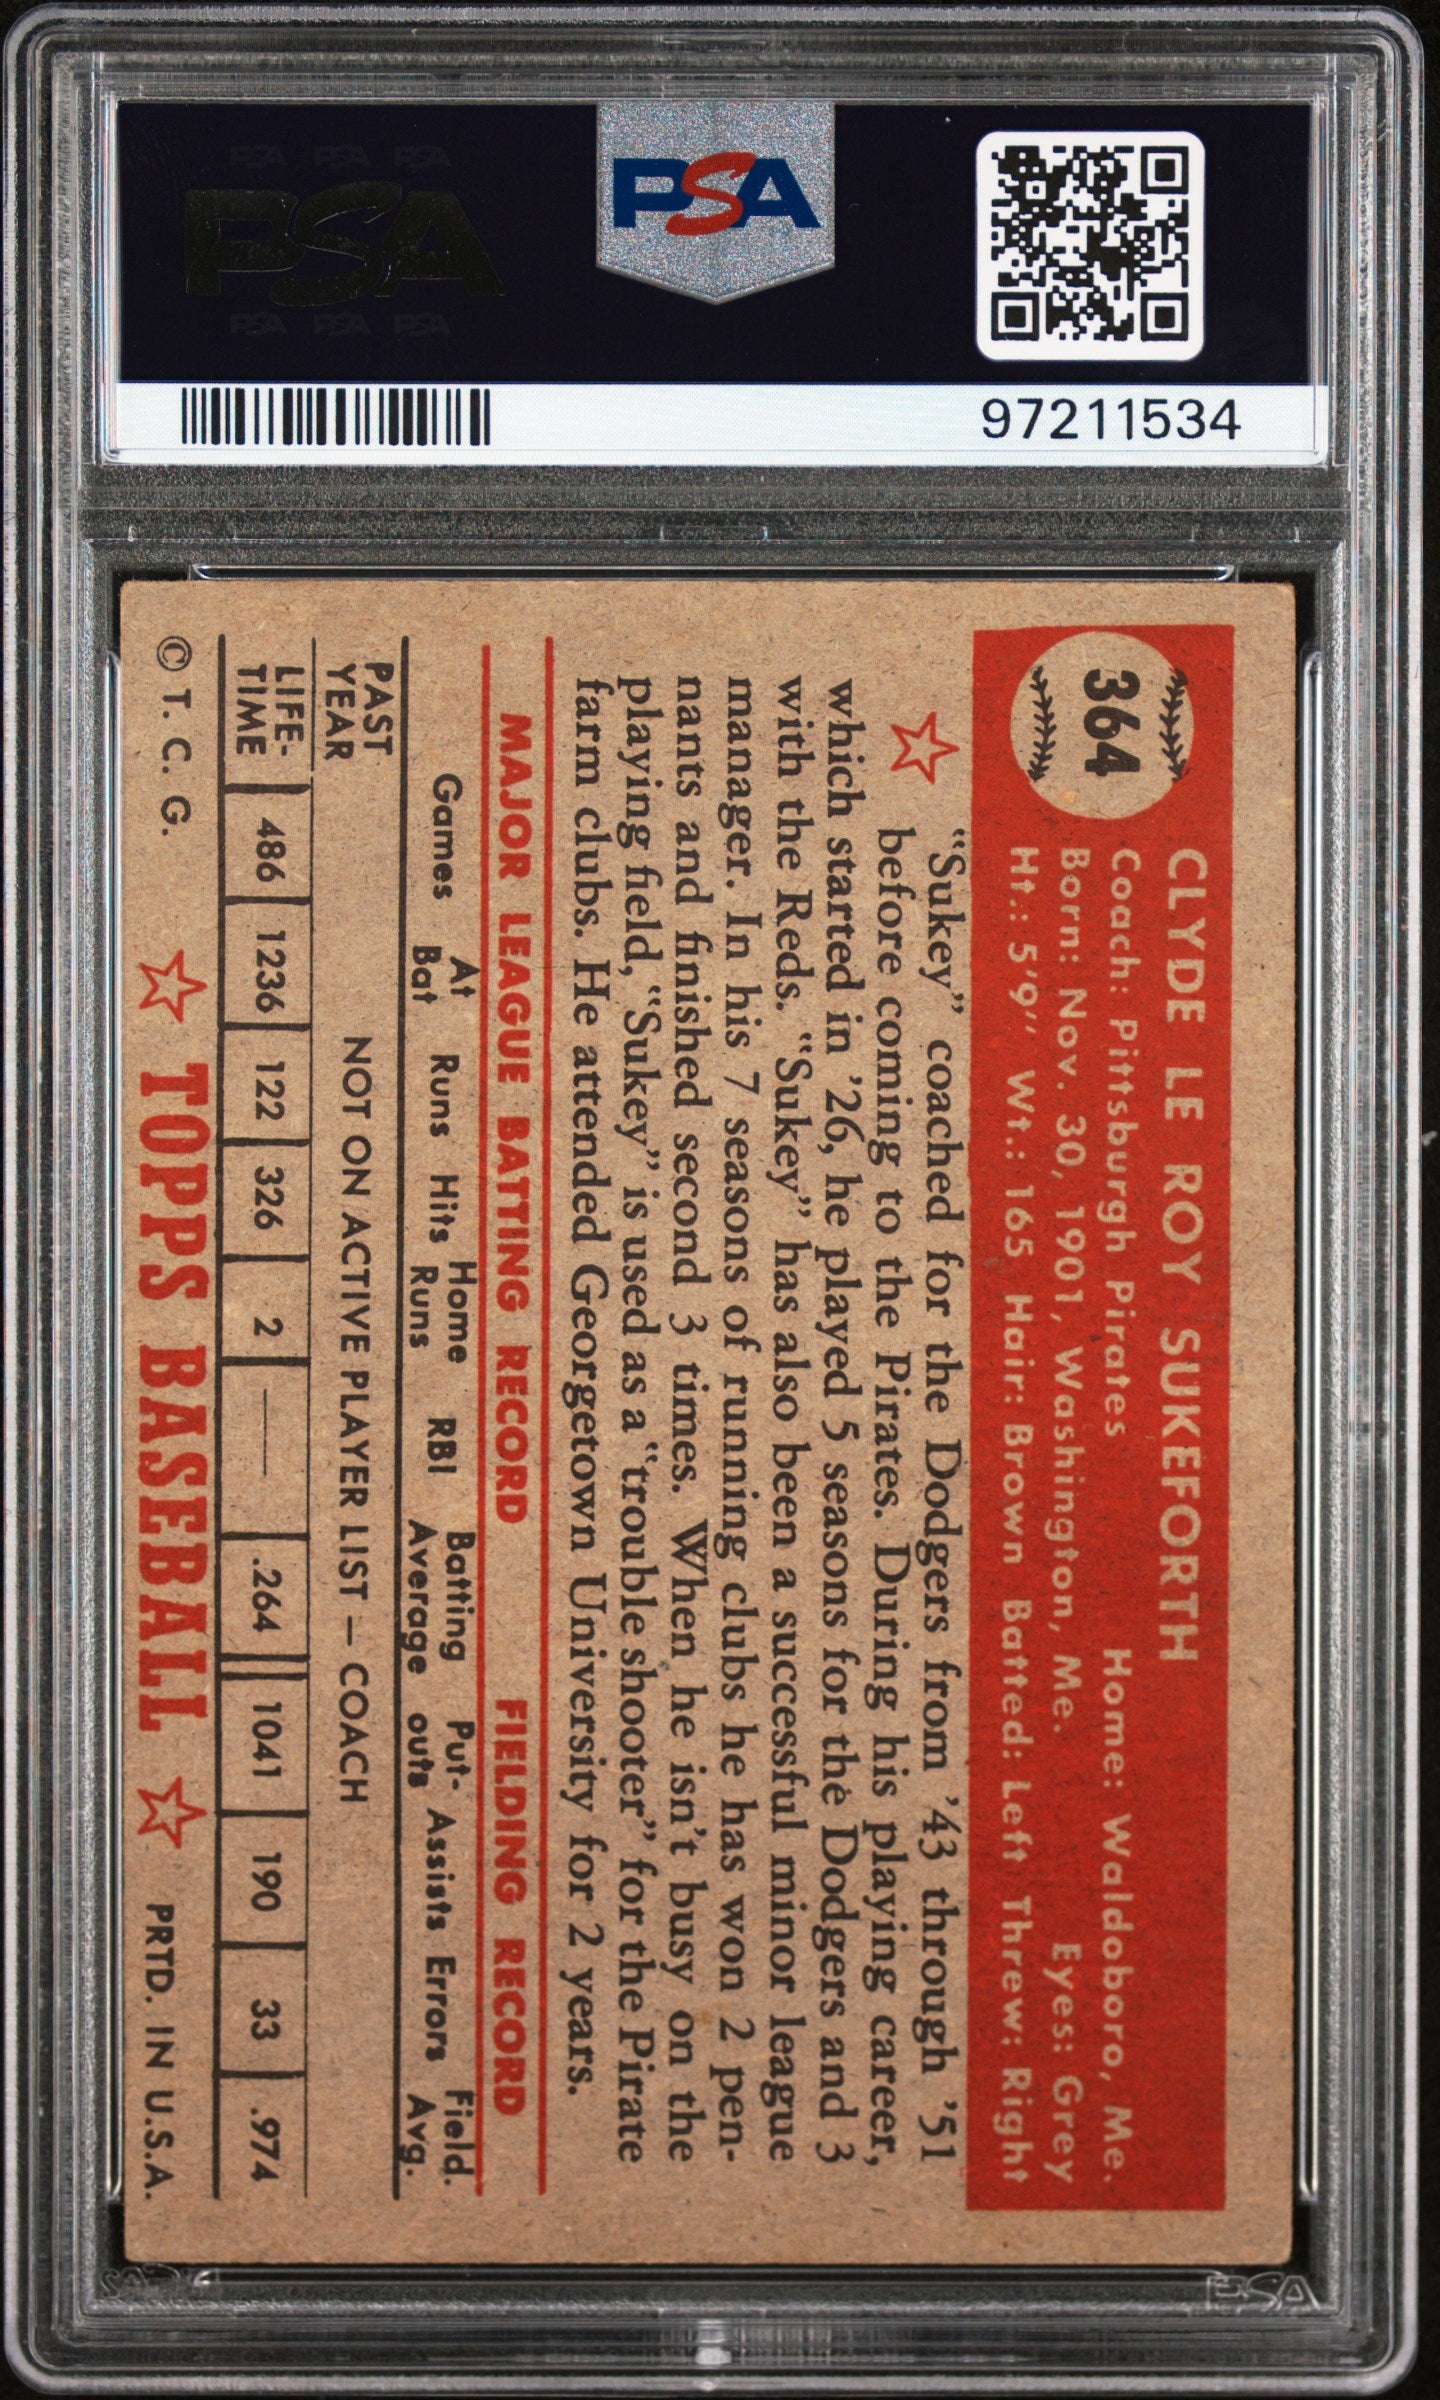 PSA PSA PSA
PSA
PSA PSA PSA
PSA
97211534
364
CLYDE LE ROY SUKEFORTH
Coach: Pittsburgh Pirates Home: Waldoboro, Me.
Born: Nov. 30, 1901, Washington, Me. Eyes: Grey
Ht.: 5'9" Wt.: 165 Hair: Brown Batted: Left Threw: Right
"Sukey" coached for the Dodgers from '43 through '51
before coming to the Pirates. During his playing career,
which started in '26, he played 5 seasons for the Dodgers and 3
with the Reds. "Sukey" has also been a successful minor league
manager. In his 7 seasons of running clubs he has won 2 pen-
nants and finished second 3 times. When he isn't busy on the
playing field, "Sukey" is used as a "trouble shooter" for the Pirate
farm clubs. He attended Georgetown University for 2 years.
MAJOR LEAGUE BATTING RECORD FIELDING RECORD
Games At Bat Runs Hits Home Runs RBI Batting Average Put-outs Assists Errors Field. Avg.
PAST YEAR NOT ON ACTIVE PLAYER LIST — COACH
LIFE-TIME 486 1236 122 326 2 — .264 1041 190 33 .974
© T. C. G. TOPPS BASEBALL PRTD. IN U.S.A.
PSA